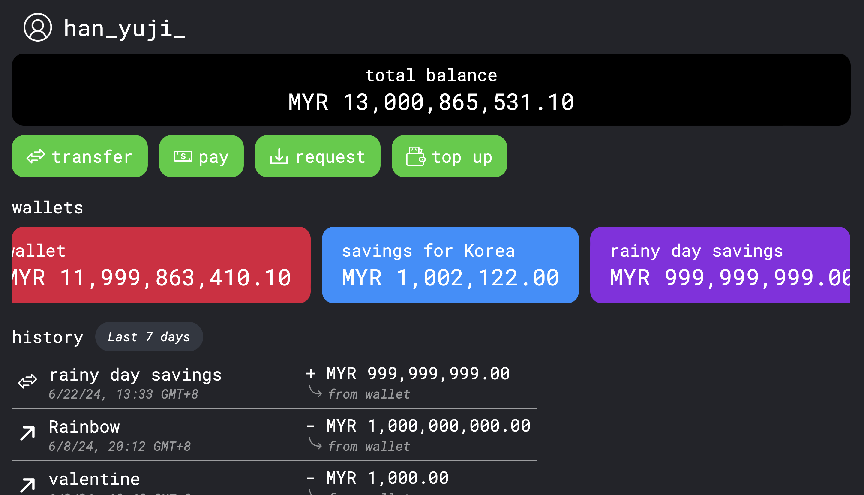 han_yuji_
total balance
MYR 13,000,865,531.10
transfer
pay
request
top up
wallets
wallet
MYR 11,999,863,410.10
savings for Korea
MYR 1,002,122.00
rainy day savings
MYR 999,999,999.00
history
Last 7 days
rainy day savings
+ MYR 999,999,999.00
6/22/24, 13:33 GMT+8
from wallet
Rainbow
- MYR 1,000,000,000.00
6/8/24, 20:12 GMT+8
from wallet
valentine
- MYR 1,000.00